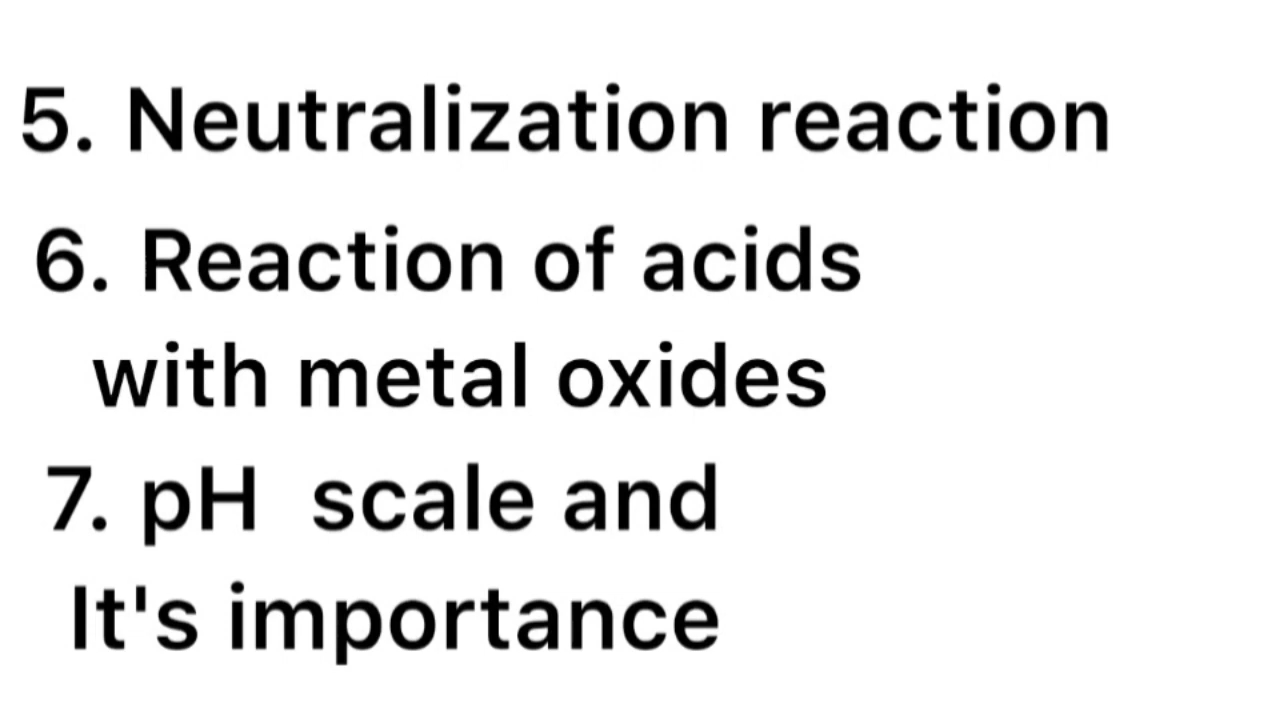 5. Neutralization reaction
6. Reaction of acids
with metal oxides
7. pH scale and
It's importance